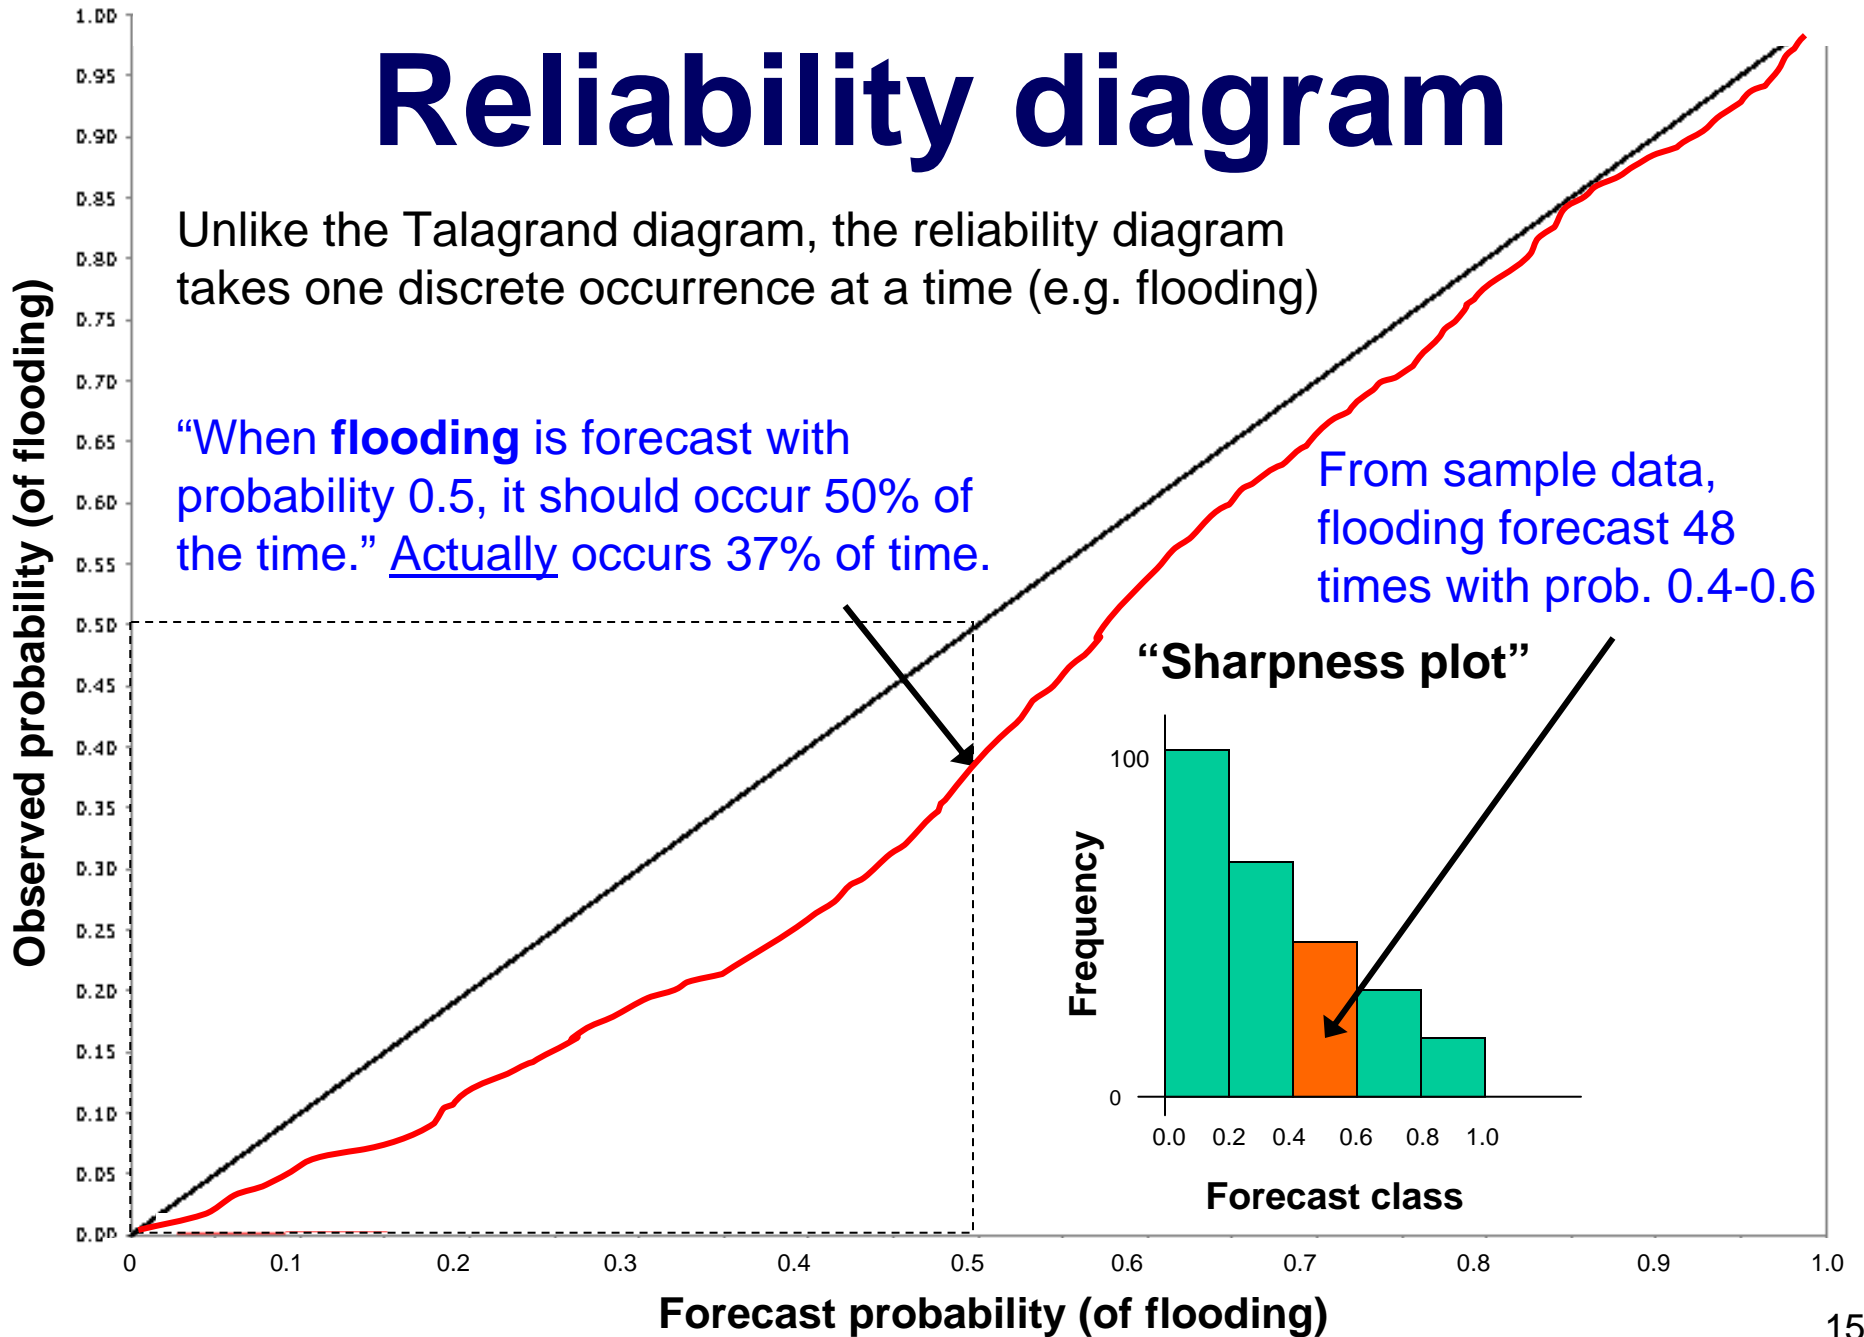 Reliability diagram
Unlike the Talagrand diagram, the reliability diagram
takes one discrete occurrence at a time (e.g. flooding)
“When flooding is forecast with
probability 0.5, it should occur 50% of
the time.” Actually occurs 37% of time.
From sample data,
flooding forecast 48
times with prob. 0.4-0.6
“Sharpness plot”
Frequency
100
0
0.0 0.2 0.4 0.6 0.8 1.0
Forecast class
Observed probability (of flooding)
1.00
0.95
0.90
0.85
0.80
0.75
0.70
0.65
0.60
0.55
0.50
0.45
0.40
0.35
0.30
0.25
0.20
0.15
0.10
0.05
0.00
0 0.1 0.2 0.3 0.4 0.5 0.6 0.7 0.8 0.9 1.0
Forecast probability (of flooding)
15